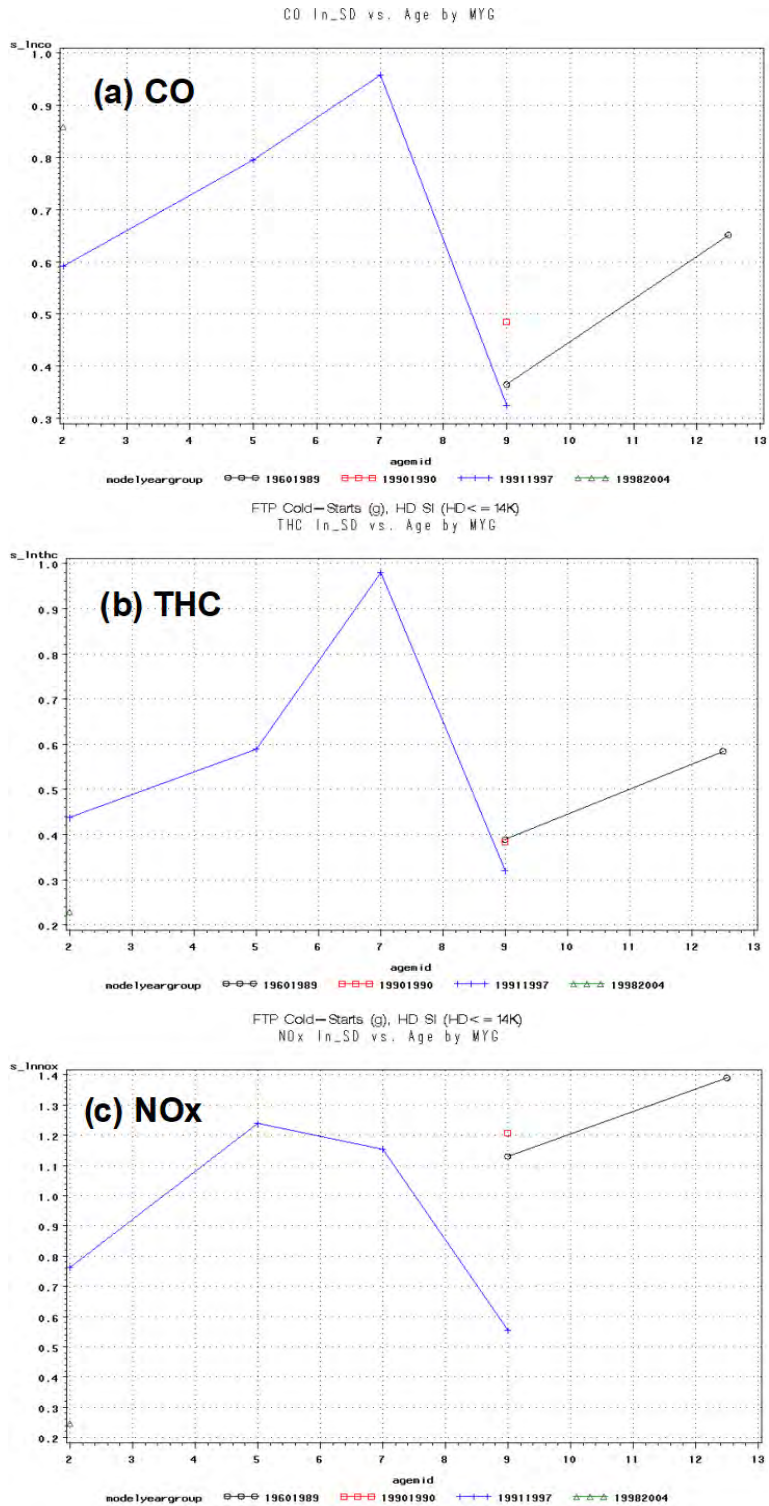 CO ln_SD vs. Age by MYG
s_lnco
(a) CO
1.0
0.9
0.8
0.7
0.6
0.5
0.4
0.3
2 3 4 5 6 7 8 9 10 11 12 13
agemid
modelyeargroup 19601989 19901990 19911997 19982004
FTP Cold-Starts (g), HD SI (HD<=14K)
THC ln_SD vs. Age by MYG
s_lnthc
(b) THC
1.0
0.9
0.8
0.7
0.6
0.5
0.4
0.3
0.2
2 3 4 5 6 7 8 9 10 11 12 13
agemid
modelyeargroup 19601989 19901990 19911997 19982004
FTP Cold-Starts (g), HD SI (HD<=14K)
NOx ln_SD vs. Age by MYG
s_lnnox
(c) NOx
1.4
1.3
1.2
1.1
1.0
0.9
0.8
0.7
0.6
0.5
0.4
0.3
0.2
2 3 4 5 6 7 8 9 10 11 12 13
agemid
modelyeargroup 19601989 19901990 19911997 19982004